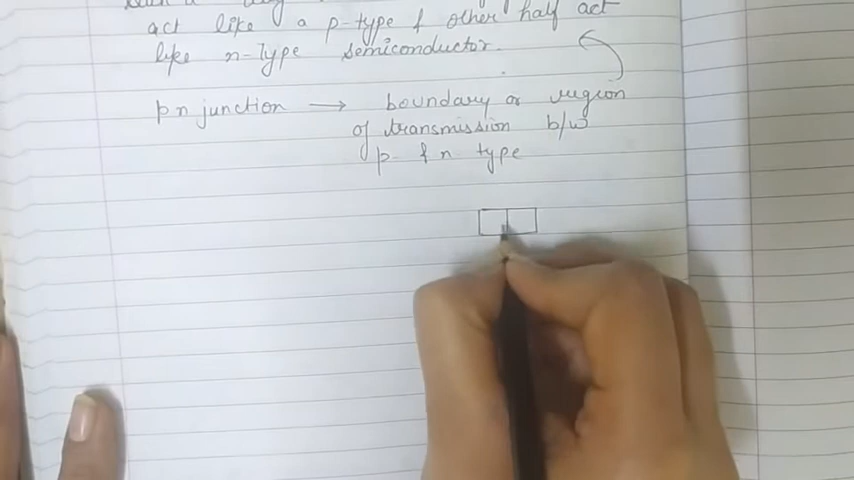 act like a p-type & other half act
like n-Type semiconductor.
pn junction → boundary or region
of transmission b/w
p & n type